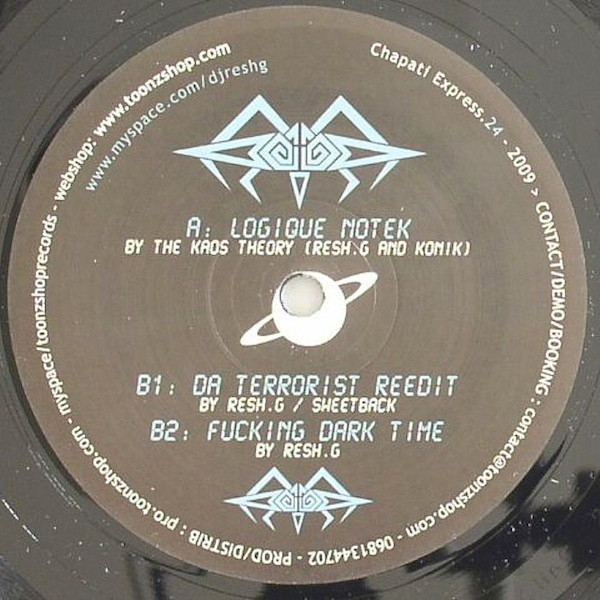 Chapati Express 24 - 2009 > CONTACT/DEMO/BOOKING : contact@toonzshop.com - 0681344702 - PROD/DISTRIB : pro.toonzshop.com - myspace/toonzshoprecords - webshop: www.toonzshop.com
www.myspace.com/djreshg
A: LOGIQUE NOTEK
BY THE KAOS THEORY (RESH.G AND KONIK)
B1: DA TERRORIST REEDIT
BY RESH.G / SWEETBACK
B2: FUCKING DARK TIME
BY RESH.G